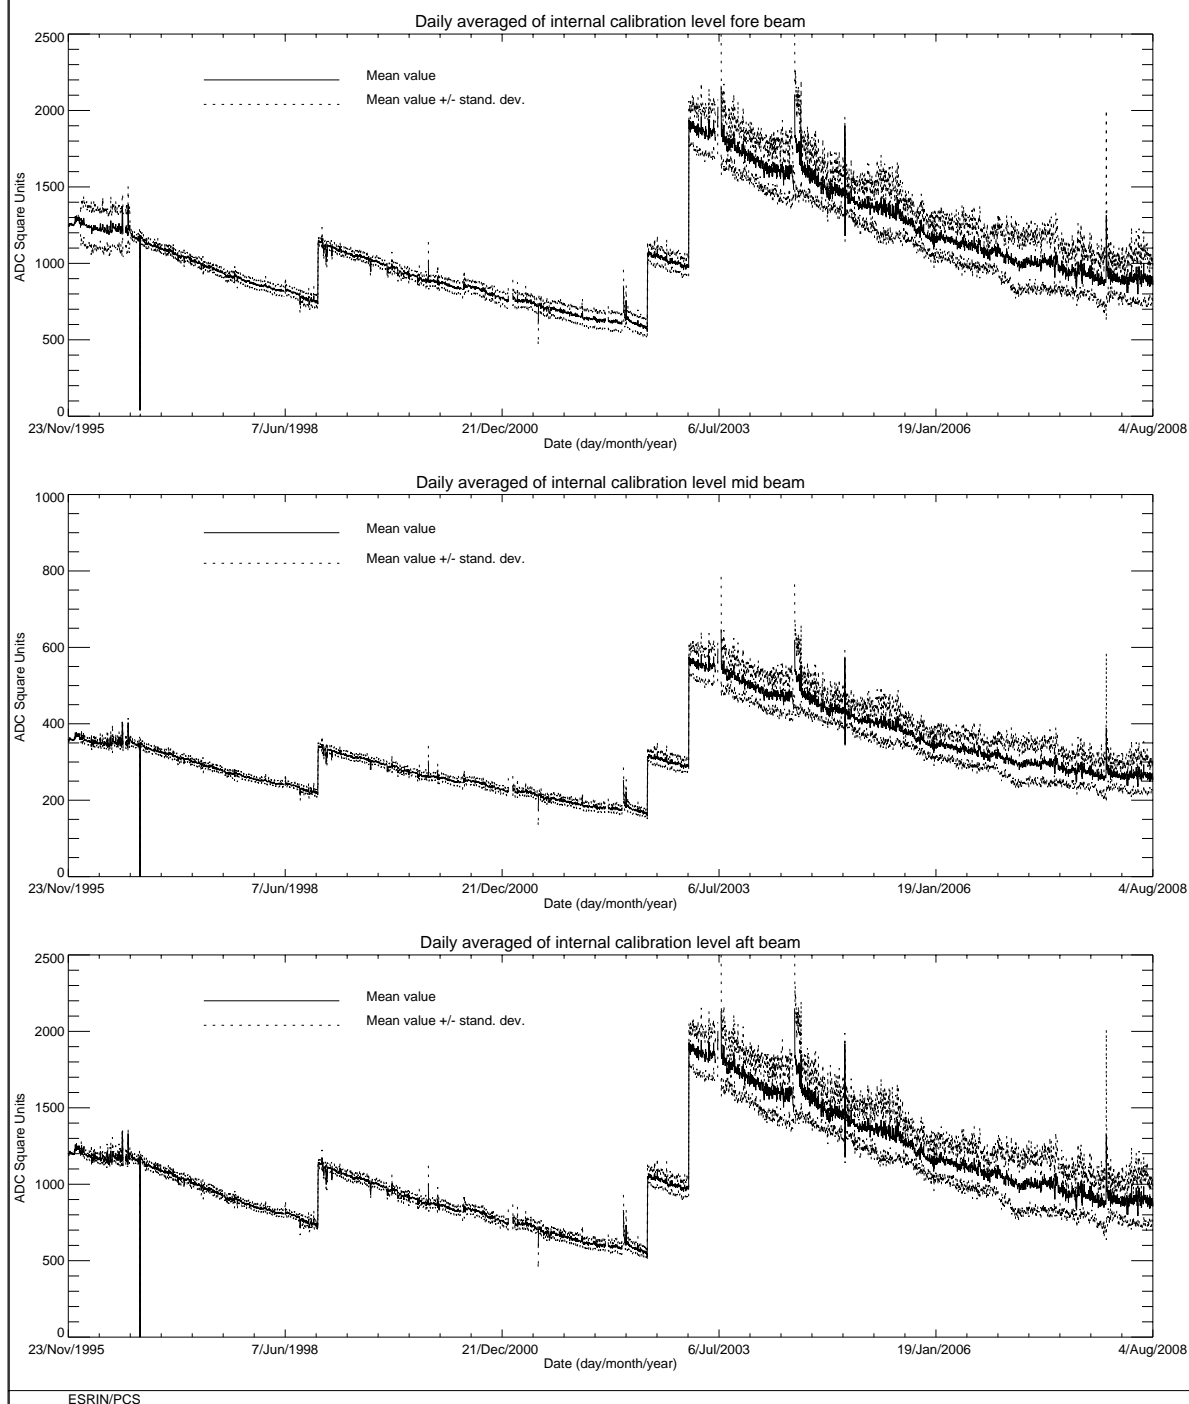 Daily averaged of internal calibration level fore beam
2500
2000
1500
1000
500
0
ADC Square Units
Mean value
Mean value +/- stand. dev.
23/Nov/1995
7/Jun/1998
21/Dec/2000
6/Jul/2003
19/Jan/2006
4/Aug/2008
Date (day/month/year)
Daily averaged of internal calibration level mid beam
1000
800
600
400
200
0
ADC Square Units
Mean value
Mean value +/- stand. dev.
23/Nov/1995
7/Jun/1998
21/Dec/2000
6/Jul/2003
19/Jan/2006
4/Aug/2008
Date (day/month/year)
Daily averaged of internal calibration level aft beam
2500
2000
1500
1000
500
0
ADC Square Units
Mean value
Mean value +/- stand. dev.
23/Nov/1995
7/Jun/1998
21/Dec/2000
6/Jul/2003
19/Jan/2006
4/Aug/2008
Date (day/month/year)
ESRIN/PCS